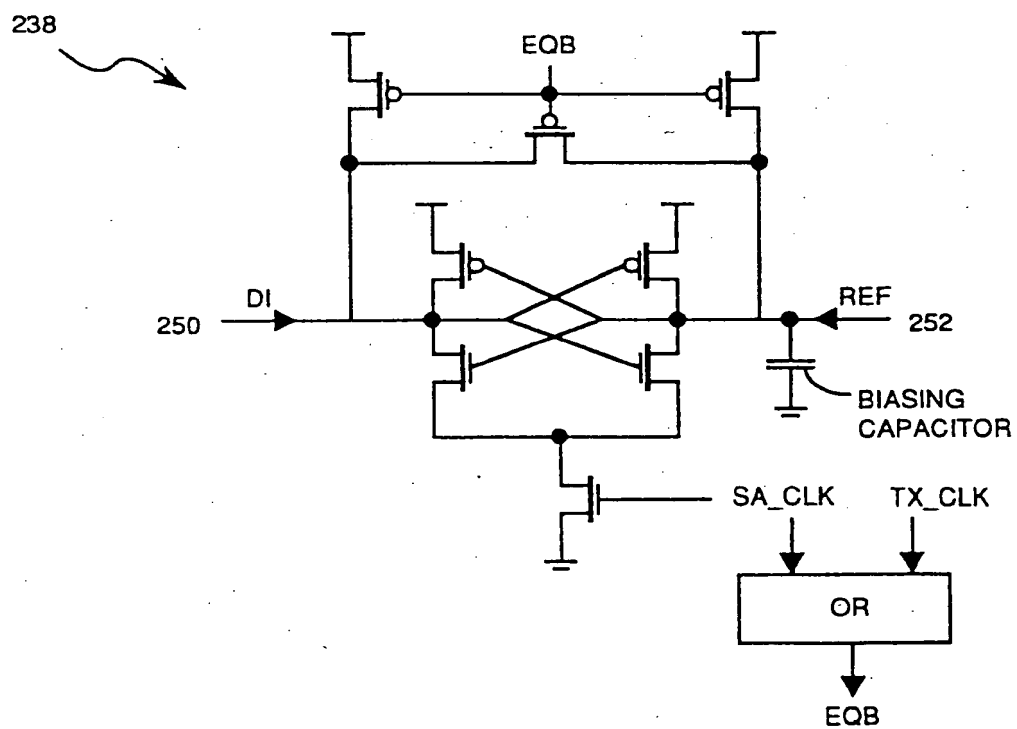 238
EQB
DI
REF
250
252
BIASING
CAPACITOR
SA_CLK
TX_CLK
OR
EQB